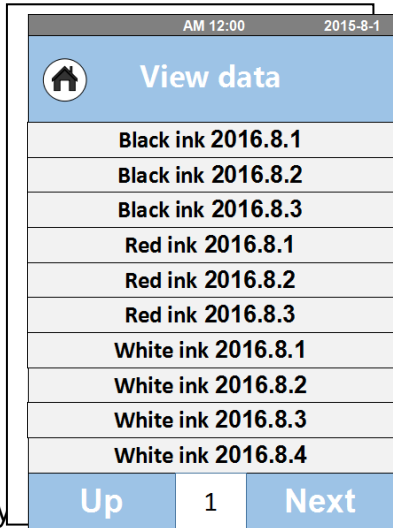 AM 12:00 2015-8-1
View data
Black ink 2016.8.1
Black ink 2016.8.2
Black ink 2016.8.3
Red ink 2016.8.1
Red ink 2016.8.2
Red ink 2016.8.3
White ink 2016.8.1
White ink 2016.8.2
White ink 2016.8.3
White ink 2016.8.4
Up 1 Next